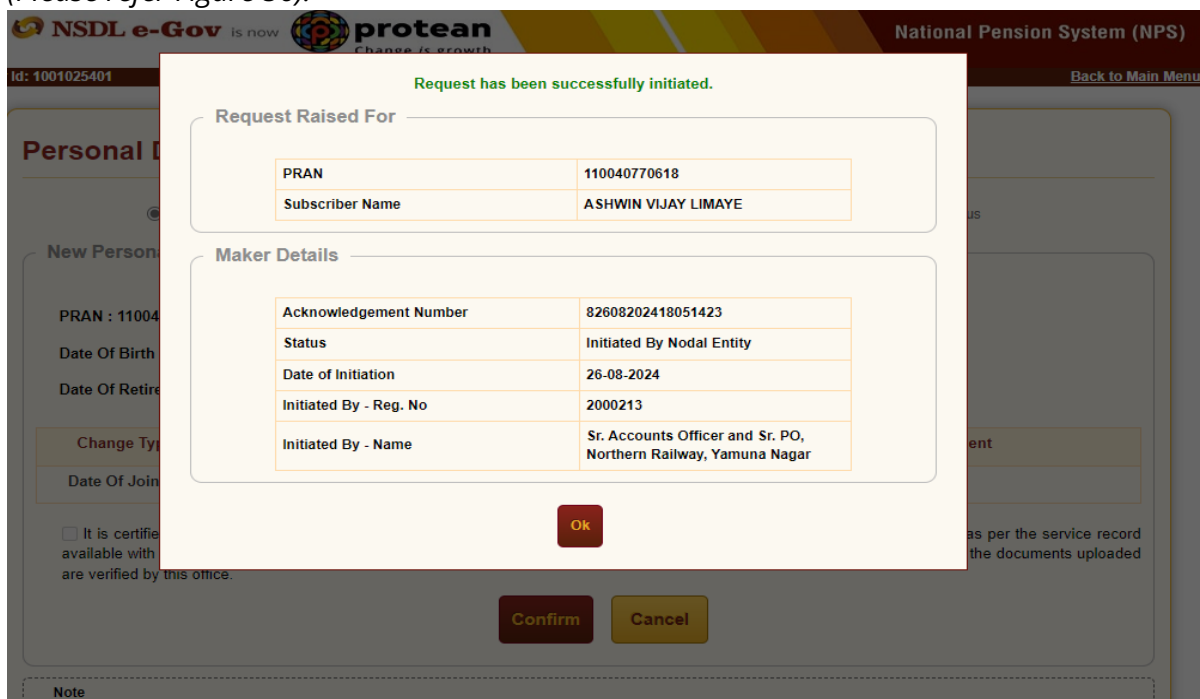 (Please refer Figure
NSDL e-Gov is now protean
Change is growth
National Pension System (NPS)
Id: 1001025401
Back to Main Menu
Request has been successfully initiated.
Request Raised For
Personal
PRAN 110040770618
Subscriber Name ASHWIN VIJAY LIMAYE
New Person
Maker Details
PRAN : 11004
Acknowledgement Number 82608202418051423
Status Initiated By Nodal Entity
Date Of Birth
Date of Initiation 26-08-2024
Date Of Retire
Initiated By - Reg. No 2000213
Change Typ
Initiated By - Name Sr. Accounts Officer and Sr. PO,
Northern Railway, Yamuna Nagar
ent
Date Of Join
Ok
It is certifie as per the service record
available with the documents uploaded
are verified by this office.
Confirm Cancel
Note